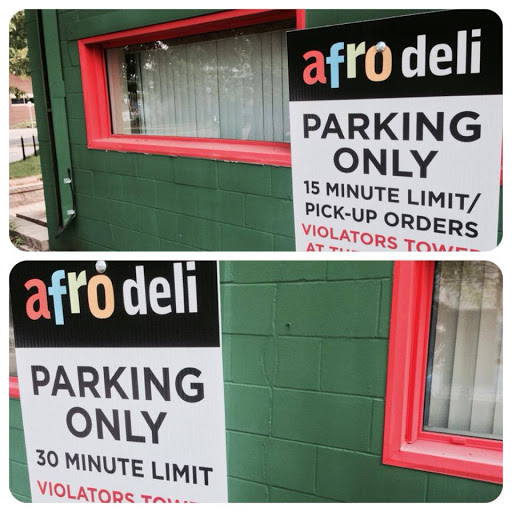 afro deli
PARKING
ONLY
15 MINUTE LIMIT/
PICK-UP ORDERS
VIOLATORS TOWED
AT
afro deli
PARKING
ONLY
30 MINUTE LIMIT
VIOLATORS